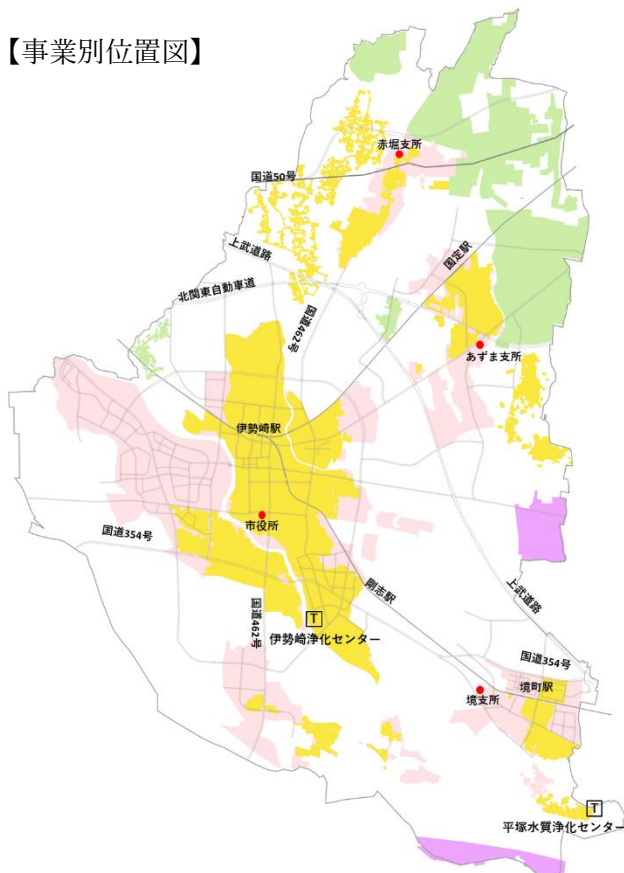 【事業別位置図】
赤堀支所
国道50号
上武道路
国定駅
北関東自動車道
国道462号
あずま支所
伊勢崎駅
市役所
国道354号
剛志駅
上武道路
国道462号
T
伊勢崎浄化センター
国道354号
境町駅
境支所
T
平塚水質浄化センター